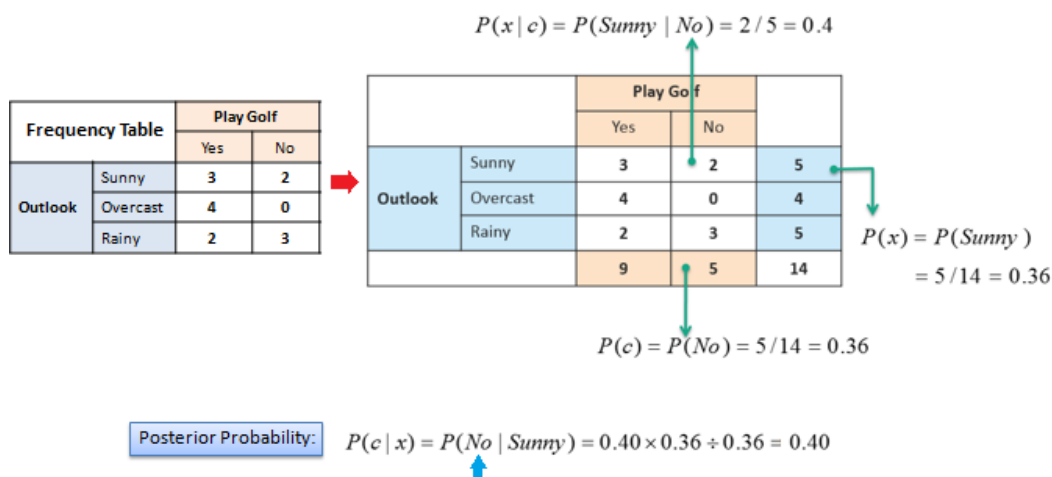 P(x | c) = P(Sunny | No) = 2 / 5 = 0.4
Frequency Table Play Golf
Yes No
Outlook Sunny 3 2
Overcast 4 0
Rainy 2 3
Play Golf
Yes No
Outlook Sunny 3 2 5
Overcast 4 0 4
Rainy 2 3 5
9 5 14
P(x) = P(Sunny )
= 5/14 = 0.36
P(c) = P(No) = 5/14 = 0.36
Posterior Probability: P(c | x) = P(No | Sunny) = 0.40 × 0.36 ÷ 0.36 = 0.40